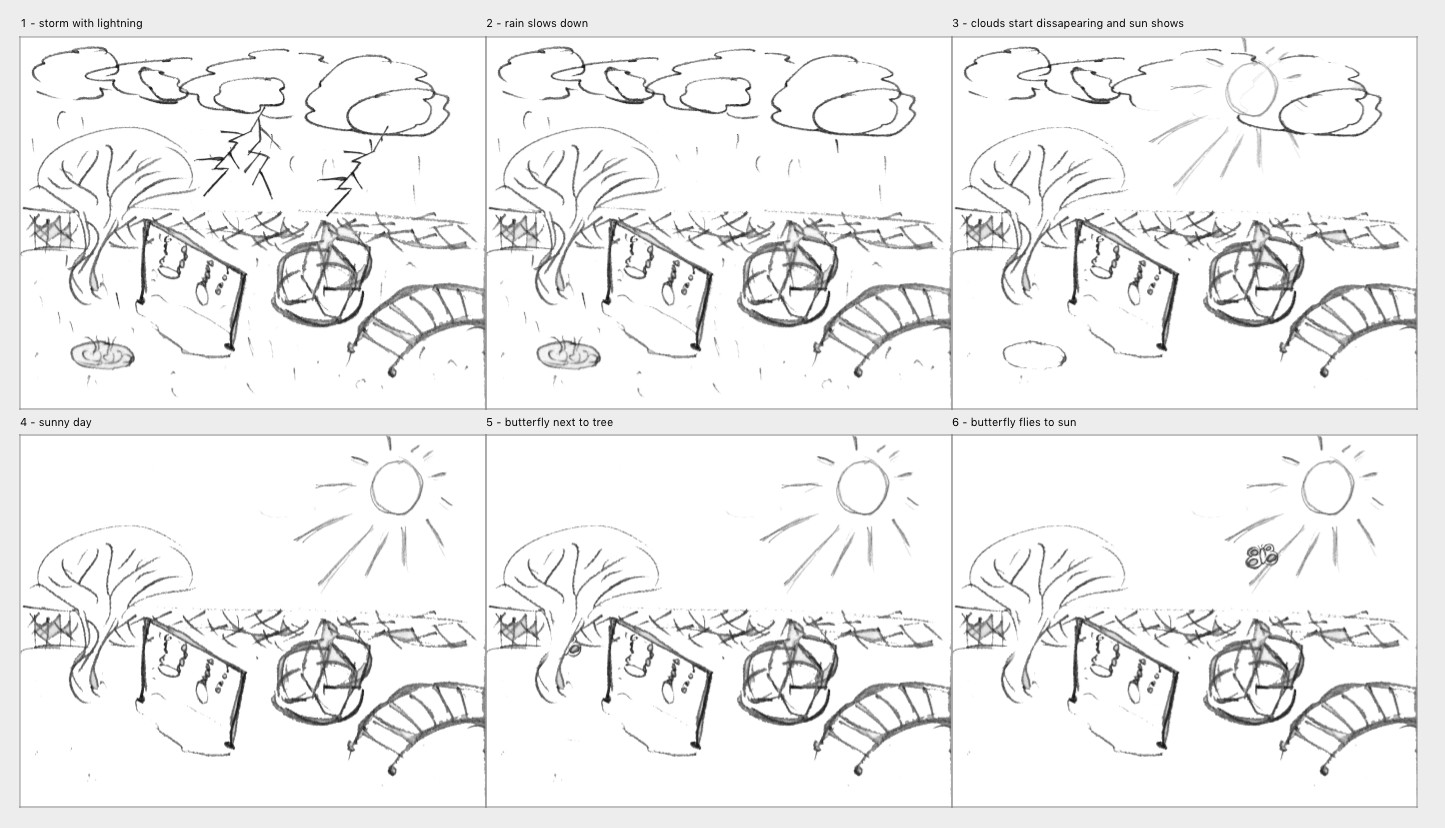 1 - storm with lightning
2 - rain slows down
3 - clouds start dissapearing and sun shows
4 - sunny day
5 - butterfly next to tree
6 - butterfly flies to sun